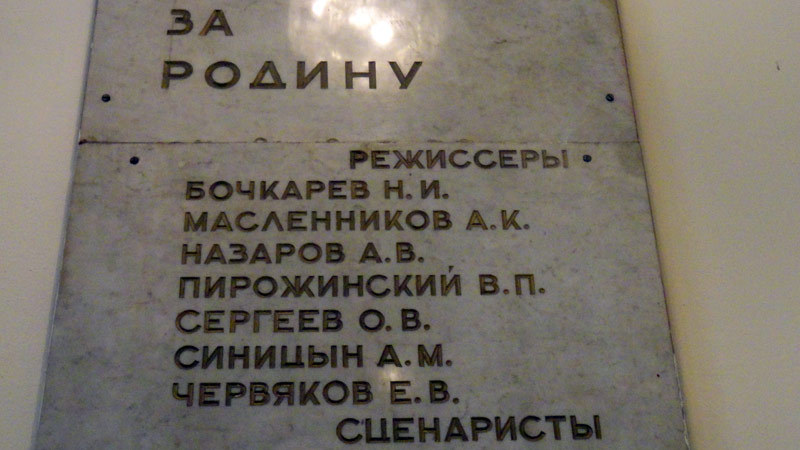 ЗА
РОДИНУ
РЕЖИССЕРЫ
БОЧКАРЕВ Н.И.
МАСЛЕННИКОВ А.К.
НАЗАРОВ А.В.
ПИРОЖИНСКИЙ В.П.
СЕРГЕЕВ О.В.
СИНИЦЫН А.М.
ЧЕРВЯКОВ Е.В.
СЦЕНАРИСТЫ